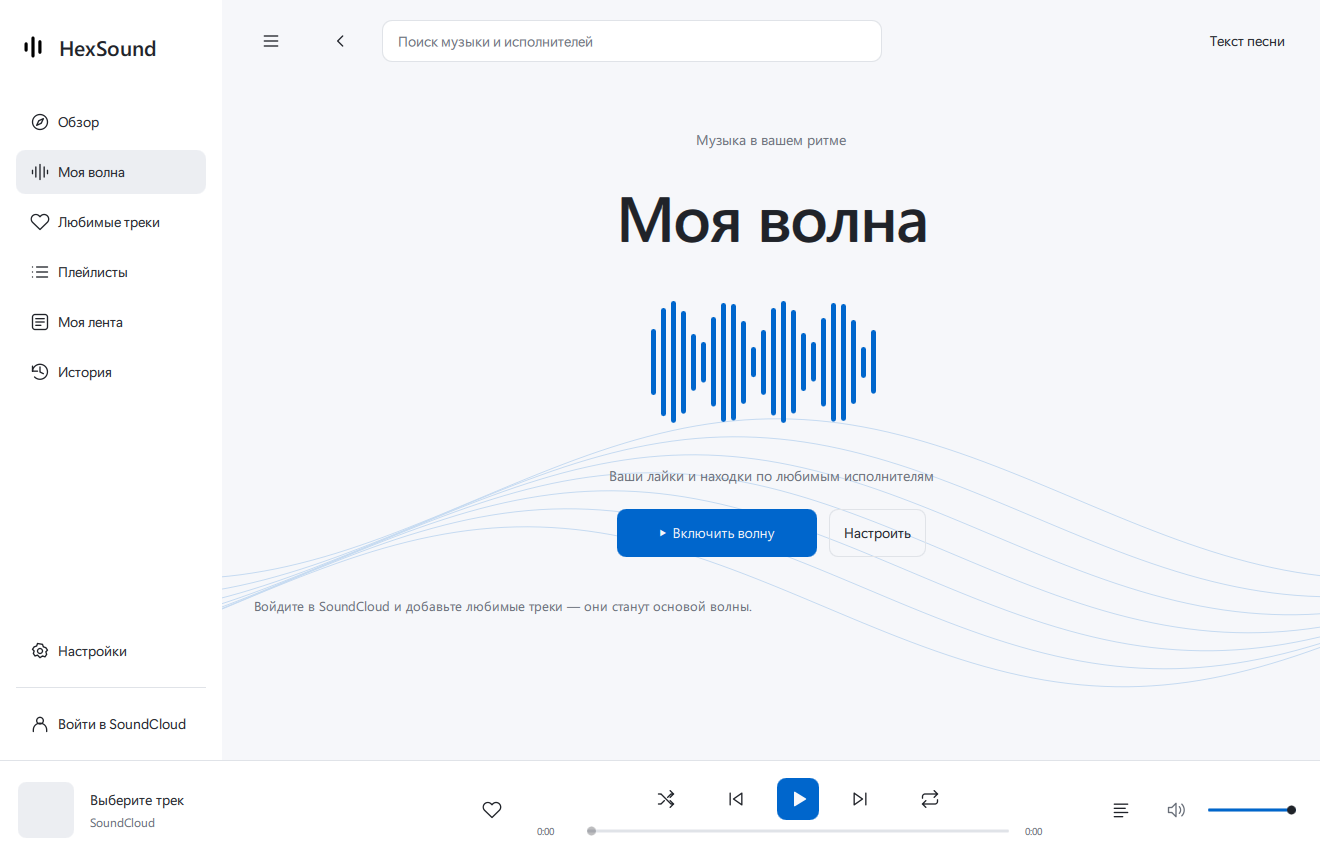 HexSound
Обзор
Моя волна
Любимые треки
Плейлисты
Моя лента
История
Настройки
Войти в SoundCloud
Поиск музыки и исполнителей
Текст песни
Музыка в вашем ритме
Моя волна
Ваши лайки и находки по любимым исполнителям
Включить волну
Настроить
Войдите в SoundCloud и добавьте любимые треки — они станут основой волны.
Выберите трек
SoundCloud
0:00
0:00